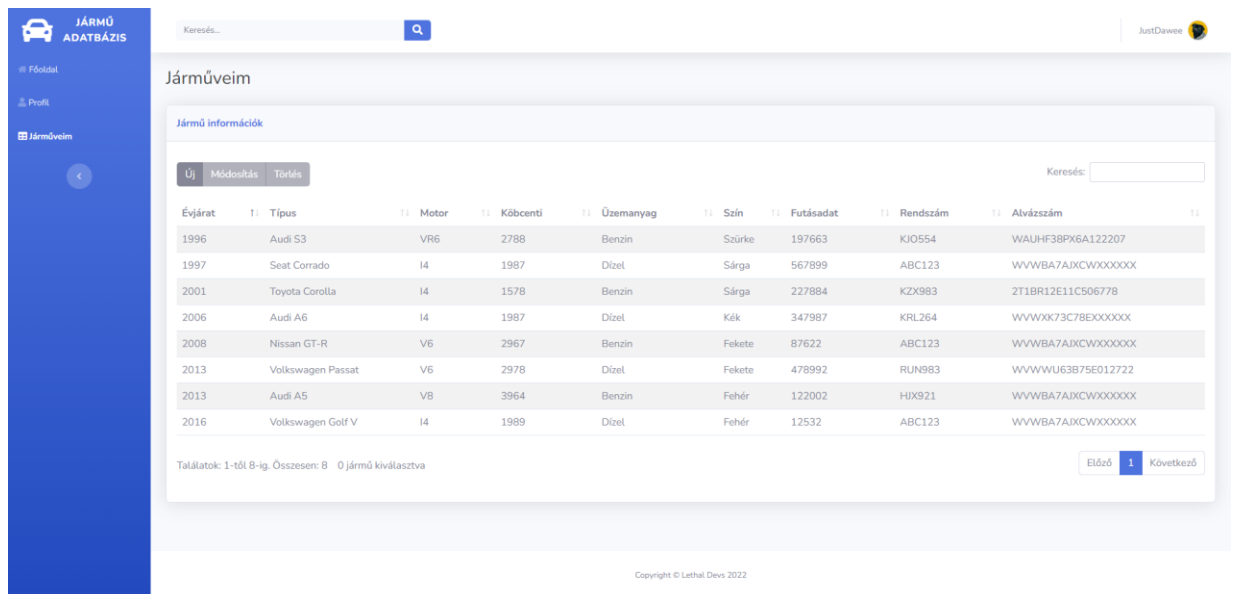 JÁRMŰ
ADATBÁZIS
Keresés...
JustDawee
Főoldal
Profil
Járműveim
Járműveim
Jármű információk
Új Módosítás Törlés
Keresés:
Évjárat Típus Motor Köbcenti Üzemanyag Szín Futásadat Rendszám Alvázszám
1996 Audi S3 VR6 2788 Benzin Szürke 197663 KJO554 WAUHF38PX6A122207
1997 Seat Corrado I4 1987 Dízel Sárga 567899 ABC123 WVWBA7AJXCWXXXXXX
2001 Toyota Corolla I4 1578 Benzin Sárga 227884 KZX983 2T1BR12E11C506778
2006 Audi A6 I4 1987 Dízel Kék 347987 KRL264 WVWXK73C78EXXXXXX
2008 Nissan GT-R V6 2967 Benzin Fekete 87622 ABC123 WVWBA7AJXCWXXXXXX
2013 Volkswagen Passat V6 2978 Dízel Fekete 478992 RUN983 WVWWU63B75E012722
2013 Audi A5 V8 3964 Benzin Fehér 122002 HJX921 WVWBA7AJXCWXXXXXX
2016 Volkswagen Golf V I4 1989 Dízel Fehér 12532 ABC123 WVWBA7AJXCWXXXXXX
Találatok: 1-től 8-ig. Összesen: 8 0 jármű kiválasztva
Előző 1 Következő
Copyright © Lethal Devs 2022